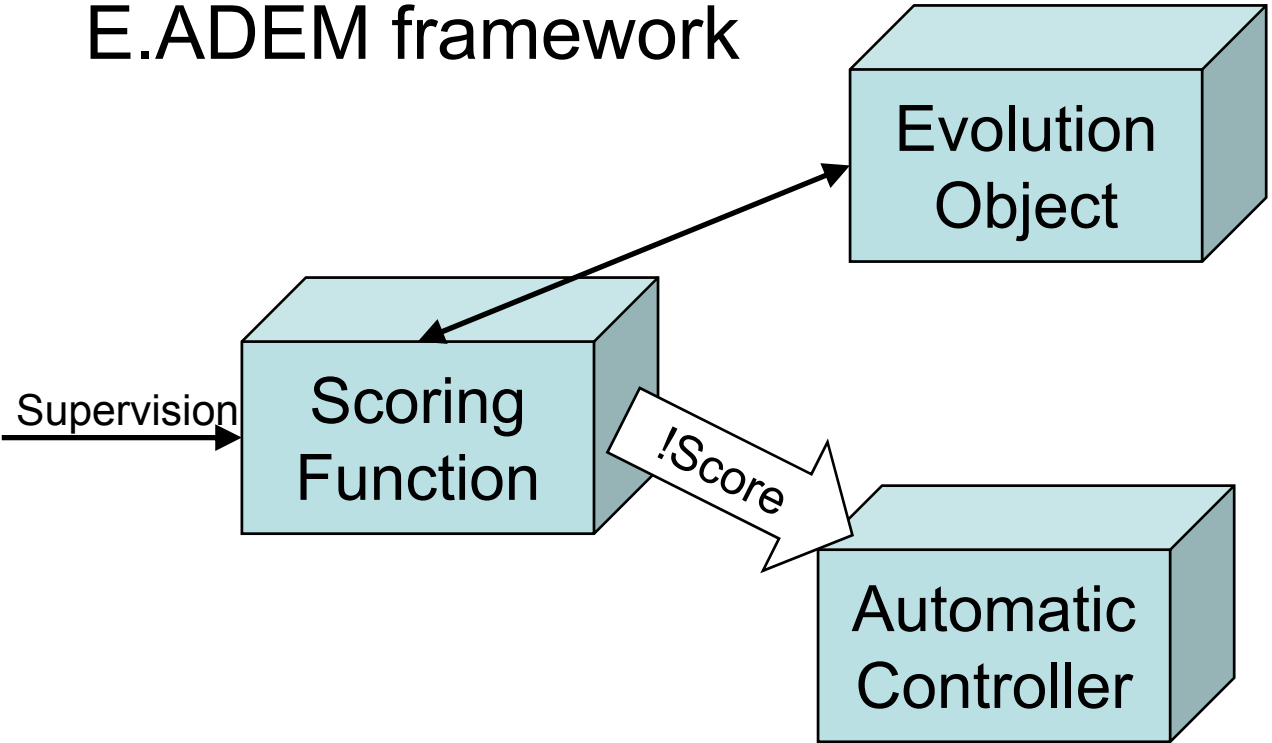 E.ADEM framework
Evolution
Object
Supervision
Scoring
Function
!Score
Automatic
Controller